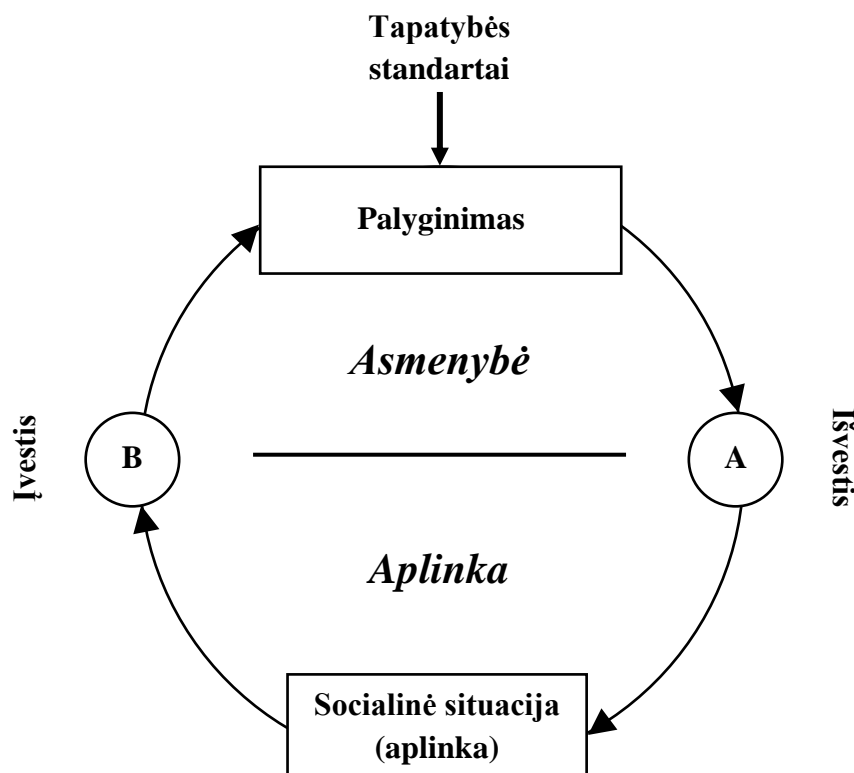 Tapatybės
standartai
Palyginimas
Asmenybė
Įvestis
B
A
Išvestis
Aplinka
Socialinė situacija
(aplinka)